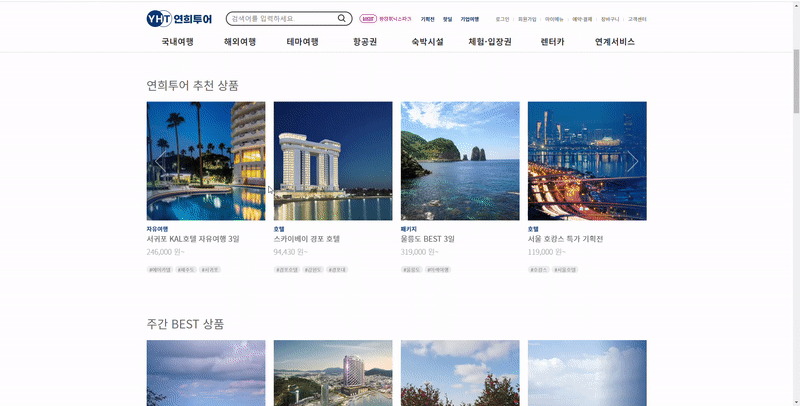 YHT 연희투어
검색어를 입력하세요.
HOT
기획전 핫딜 기업여행
로그인 회원가입 마이메뉴 예약·결제 장바구니 고객센터
국내여행 해외여행 테마여행 항공권 숙박시설 체험·입장권 렌터카 연계서비스
연희투어 추천 상품
자유여행
서귀포 KAL호텔 자유여행 3일
246,000 원~
#제주도 #서귀포
호텔
스카이베이 경포 호텔
94,430 원~
#경포호텔 #강원도 #경포대
패키지
울릉도 BEST 3일
319,000 원~
#울릉도
호텔
서울 호캉스 특가 기획전
119,000 원~
#호캉스 #서울호텔
주간 BEST 상품